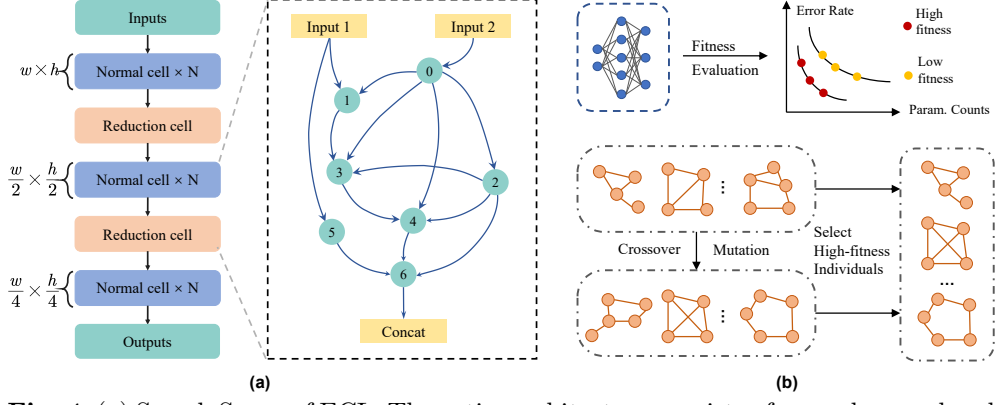 Inputs
w × h
Normal cell × N
Reduction cell
w/2 × h/2
Normal cell × N
Reduction cell
w/4 × h/4
Normal cell × N
Outputs
Input 1
Input 2
0
1
3
2
4
5
6
Concat
(a)
Fitness
Evaluation
Error Rate
High
fitness
Low
fitness
Param. Counts
Crossover
Mutation
Select
High-fitness
Individuals
...
(b)